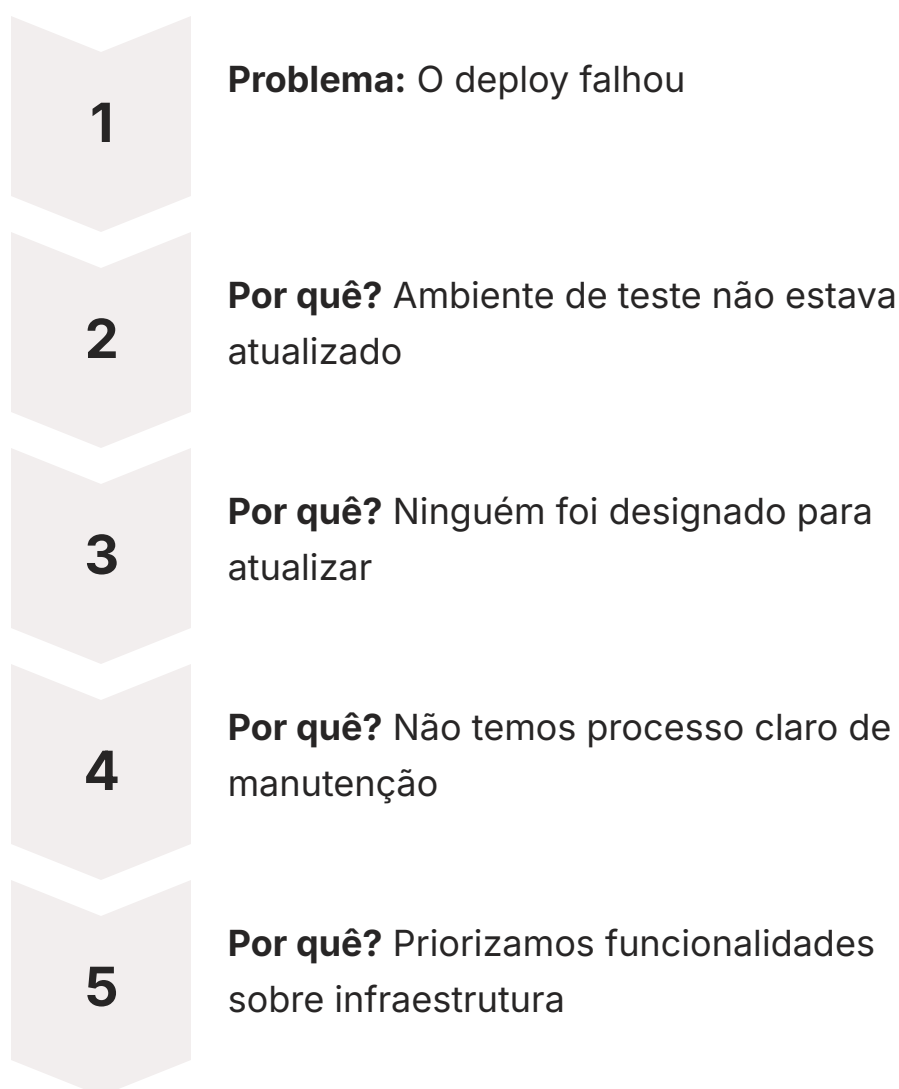 1
Problema: O deploy falhou
2
Por quê? Ambiente de teste não estava
atualizado
3
Por quê? Ninguém foi designado para
atualizar
4
Por quê? Não temos processo claro de
manutenção
5
Por quê? Priorizamos funcionalidades
sobre infraestrutura